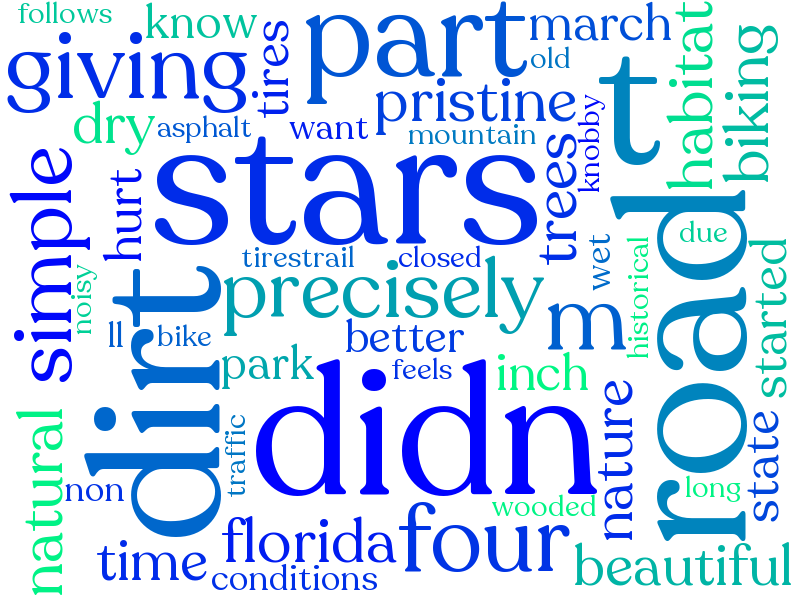 follows
know
giving
tires
part
march
old
t
habitat
biking
dry
asphalt
want
pristine
mountain
knobby
trees
simple
hurt
stars
road
due
noisy
tirestrail
closed
wet
historical
started
dirt
precisely
m
ll
bike
better
park
feels
inch
didn
nature
state
natural
non
traffic
long
wooded
time
florida
four
conditions
beautiful